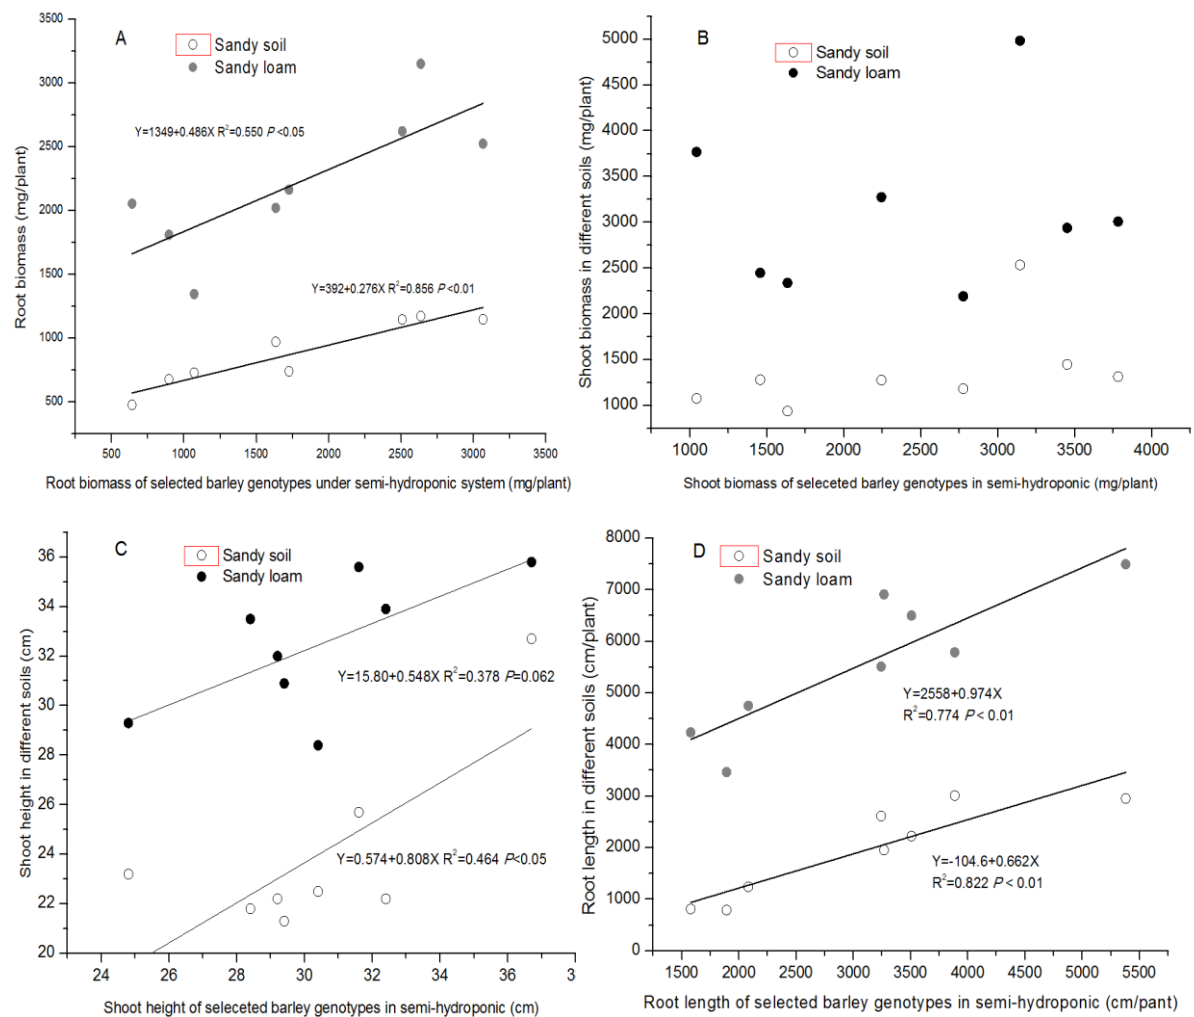 A
Sandy soil
Sandy loam
3500
3000
2500
2000
1500
1000
500
Root biomass (mg/plant)
Y=1349+0.486X R²=0.550 P<0.05
Y=392+0.276X R²=0.856 P<0.01
500 1000 1500 2000 2500 3000 3500
Root biomass of selected barley genotypes under semi-hydroponic system (mg/plant)
B
Sandy soil
Sandy loam
5000
4500
4000
3500
3000
2500
2000
1500
1000
Shoot biomass in different soils (mg/plant)
1000 1500 2000 2500 3000 3500 4000
Shoot biomass of seleceted barley genotypes in semi-hydroponic (mg/plant)
C
Sandy soil
Sandy loam
36
34
32
30
28
26
24
22
20
Shoot height in different soils (cm)
Y=15.80+0.548X R²=0.378 P=0.062
Y=0.574+0.808X R²=0.464 P<0.05
24 26 28 30 32 34 36 3
Shoot height of seleceted barley genotypes in semi-hydroponic (cm)
D
Sandy soil
Sandy loam
8000
7000
6000
5000
4000
3000
2000
1000
0
Root length in different soils (cm/plant)
Y=2558+0.974X
R²=0.774 P< 0.01
Y=-104.6+0.662X
R²=0.822 P < 0.01
1500 2000 2500 3000 3500 4000 4500 5000 5500
Root length of selected barley genotypes in semi-hydroponic (cm/pant)